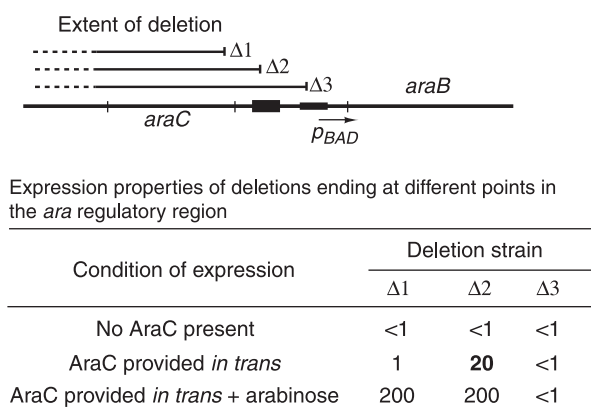 Extent of deletion
Δ1
Δ2
Δ3
araC
araB
pBAD
Expression properties of deletions ending at different points in
the ara regulatory region
Condition of expression
Deletion strain
Δ1 Δ2 Δ3
No AraC present <1 <1 <1
AraC provided in trans 1 20 <1
AraC provided in trans + arabinose 200 200 <1